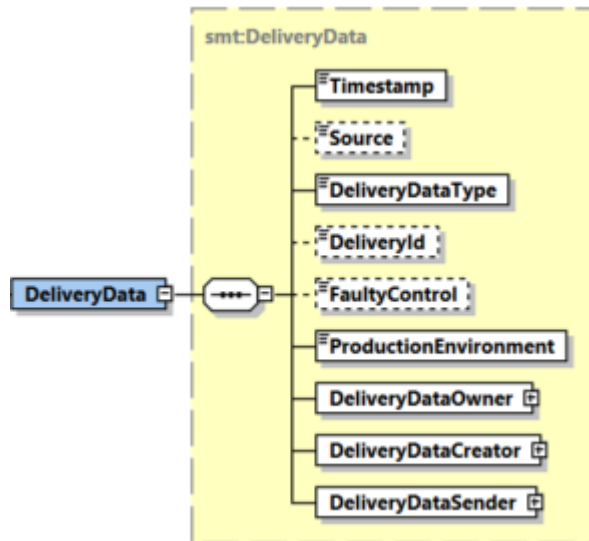 smt:DeliveryData
Timestamp
Source
DeliveryDataType
DeliveryId
DeliveryData
FaultyControl
ProductionEnvironment
DeliveryDataOwner
DeliveryDataCreator
DeliveryDataSender